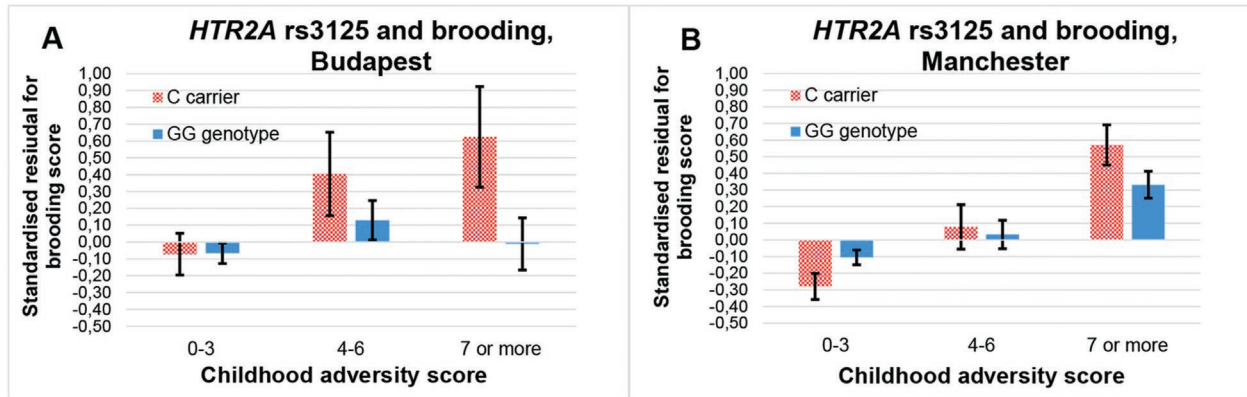 A
HTR2A rs3125 and brooding,
Budapest
Standardised resiudal for
brooding score
1,00
0,90
0,80
0,70
0,60
0,50
0,40
0,30
0,20
0,10
0,00
-0,10
-0,20
-0,30
-0,40
-0,50
C carrier
GG genotype
0-3
4-6
7 or more
Childhood adversity score
B
HTR2A rs3125 and brooding,
Manchester
Standardised residual for
brooding score
1,00
0,90
0,80
0,70
0,60
0,50
0,40
0,30
0,20
0,10
0,00
-0,10
-0,20
-0,30
-0,40
-0,50
C carrier
GG genotype
0-3
4-6
7 or more
Childhood adversity score